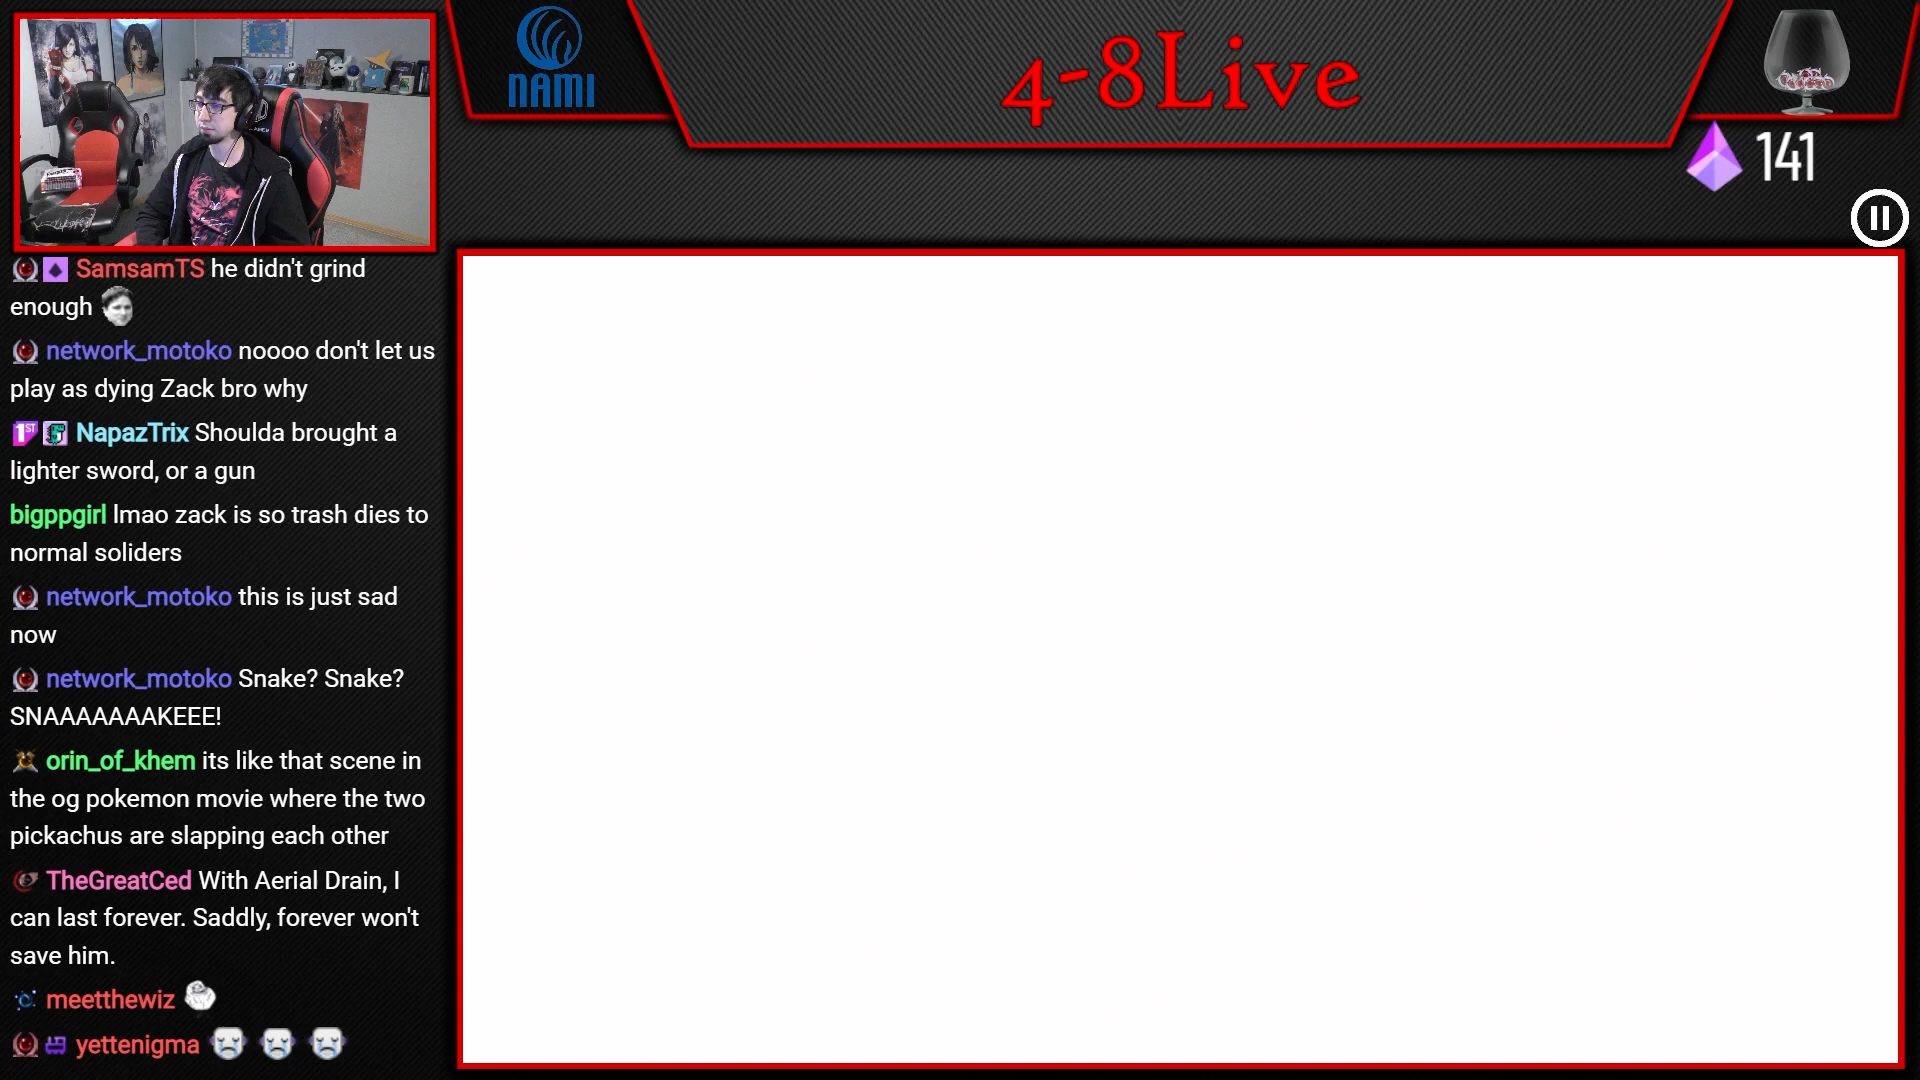 NAMI
4-8Live
141
SamsamTS he didn't grind
enough
network_motoko noooo don't let us
play as dying Zack bro why
1ST NapazTrix Shoulda brought a
lighter sword, or a gun
bigppgirl lmao zack is so trash dies to
normal soliders
network_motoko this is just sad
now
network_motoko Snake? Snake?
SNAAAAAAAKEEE!
orin_of_khem its like that scene in
the og pokemon movie where the two
pickachus are slapping each other
TheGreatCed With Aerial Drain, I
can last forever. Saddly, forever won't
save him.
meetthewiz
yettenigma